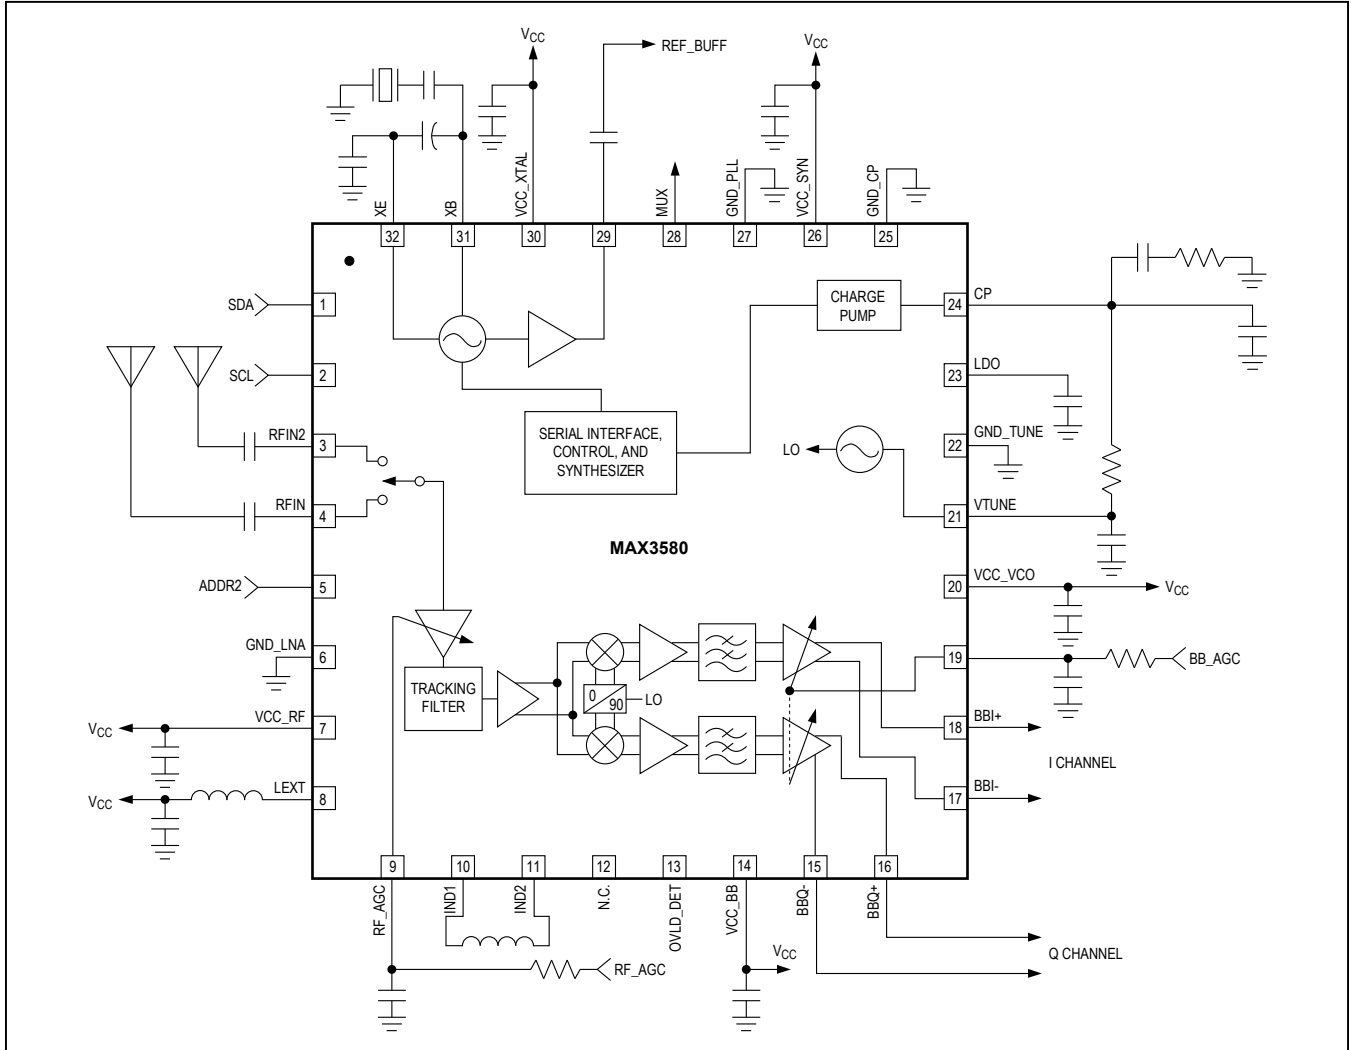 VCC
REF_BUFF
VCC
XE
XB
VCC_XTAL
MUX
GND_PLL
VCC_SYN
GND_CP
32
31
30
29
28
27
26
25
SDA
1
SCL
2
RFIN2
3
RFIN
4
ADDR2
5
GND_LNA
6
VCC
VCC_RF
7
VCC
LEXT
8
CHARGE
PUMP
24
CP
23
LDO
SERIAL INTERFACE,
CONTROL, AND
SYNTHESIZER
LO
22
GND_TUNE
21
VTUNE
MAX3580
20
VCC_VCO
VCC
19
BB_AGC
TRACKING
FILTER
0
90
LO
18
BBI+
I CHANNEL
17
BBI-
9
10
11
12
13
14
15
16
RF_AGC
IND1
IND2
N.C.
OVLD_DET
VCC_BB
BBQ-
BBQ+
RF_AGC
VCC
Q CHANNEL